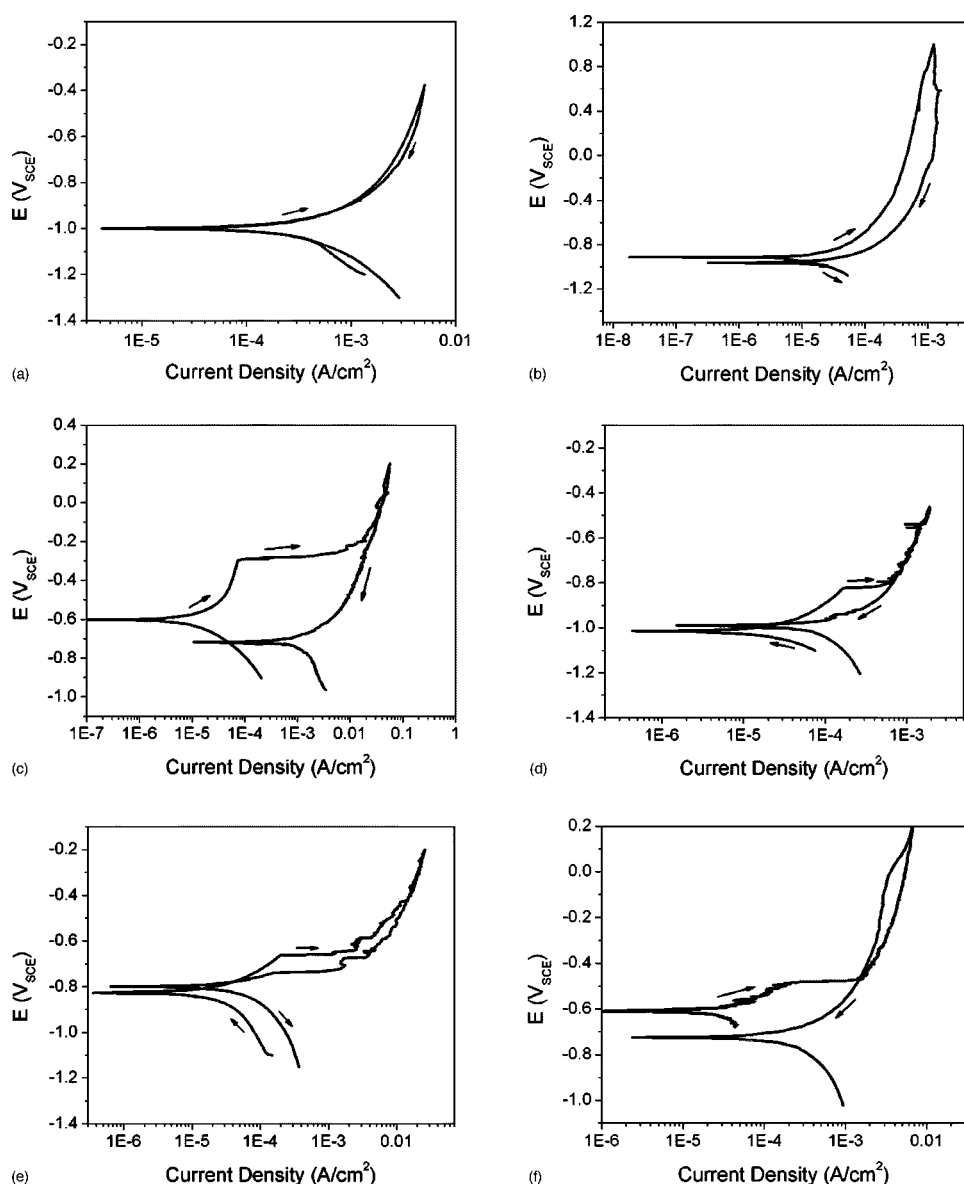 -0.2
-0.4
-0.6
-0.8
-1.0
-1.2
-1.4
E (V_SCE)
1E-5 1E-4 1E-3 0.01
Current Density (A/cm²)
(a)
1.2
0.8
0.4
0.0
-0.4
-0.8
-1.2
E (V_SCE)
1E-8 1E-7 1E-6 1E-5 1E-4 1E-3
Current Density (A/cm²)
(b)
0.4
0.2
0.0
-0.2
-0.4
-0.6
-0.8
-1.0
E (V_SCE)
1E-7 1E-6 1E-5 1E-4 1E-3 0.01 0.1 1
Current Density (A/cm²)
(c)
-0.2
-0.4
-0.6
-0.8
-1.0
-1.2
-1.4
E (V_SCE)
1E-6 1E-5 1E-4 1E-3
Current Density (A/cm²)
(d)
-0.2
-0.4
-0.6
-0.8
-1.0
-1.2
-1.4
E (V_SCE)
1E-6 1E-5 1E-4 1E-3 0.01
Current Density (A/cm²)
(e)
0.2
0.0
-0.2
-0.4
-0.6
-0.8
-1.0
E (V_SCE)
1E-6 1E-5 1E-4 1E-3 0.01
Current Density (A/cm²)
(f)